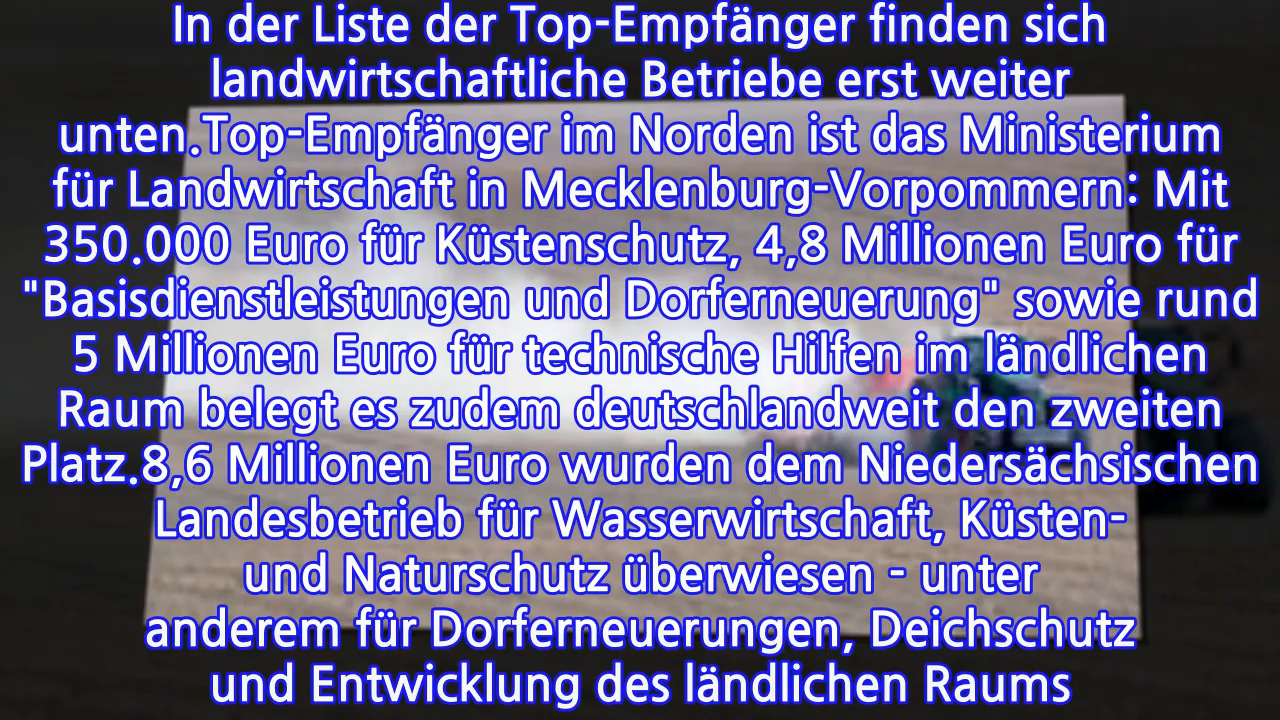 In der Liste der Top-Empfänger finden sich
landwirtschaftliche Betriebe erst weiter
unten.Top-Empfänger im Norden ist das Ministerium
für Landwirtschaft in Mecklenburg-Vorpommern: Mit
350.000 Euro für Küstenschutz, 4,8 Millionen Euro für
"Basisdienstleistungen und Dorferneuerung" sowie rund
5 Millionen Euro für technische Hilfen im ländlichen
Raum belegt es zudem deutschlandweit den zweiten
Platz.8,6 Millionen Euro wurden dem Niedersächsischen
Landesbetrieb für Wasserwirtschaft, Küsten-
und Naturschutz überwiesen - unter
anderem für Dorferneuerungen, Deichschutz
und Entwicklung des ländlichen Raums